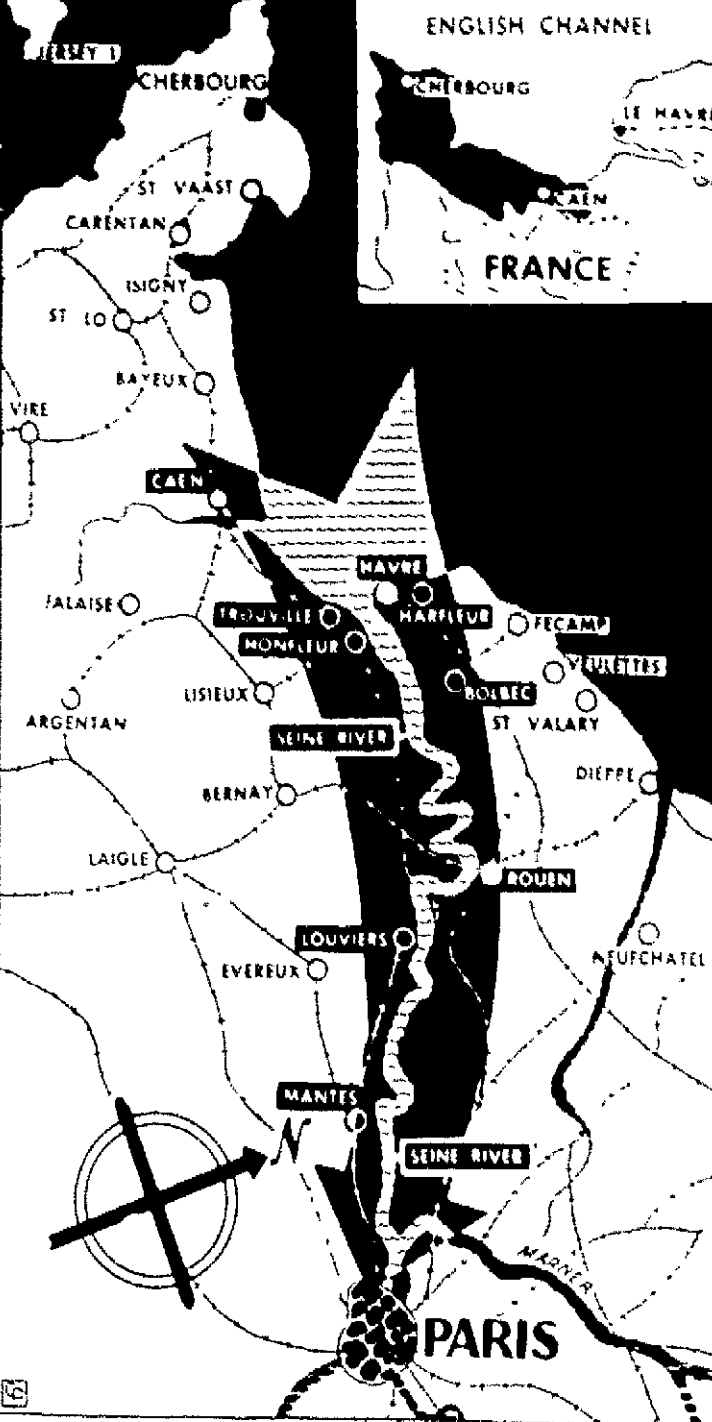 JERSEY I
CHERBOURG
ST VAAST
CARENTAN
ISIGNY
ST LO
BAYEUX
VIRE
CAEN
ENGLISH CHANNEL
CHERBOURG
LE HAVRE
CAEN
FRANCE
HAVRE
FALAISE
TROUVILLE
HARFLEUR
FECAMP
HONFLEUR
VEULETTES
LISIEUX
BOLBEC
ARGENTAN
ST VALARY
SEINE RIVER
DIEPPE
BERNAY
LAIGLE
ROUEN
LOUVIERS
NEUFCHATEL
EVEREUX
MANTES
N
SEINE RIVER
MARNE R
PARIS